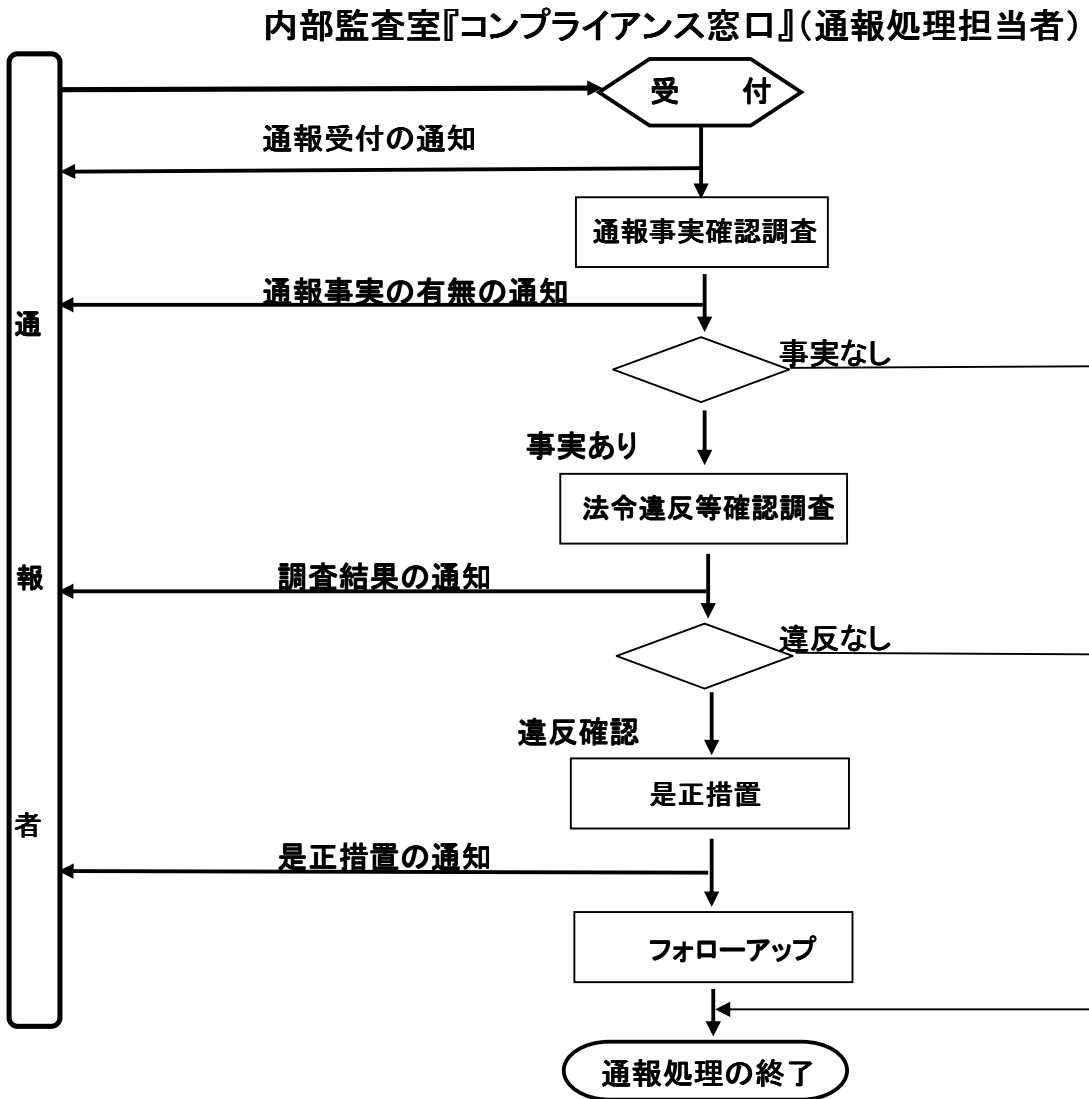 内部監査室『コンプライアンス窓口』（通報処理担当者）
受　　付
通報受付の通知
通報事実確認調査
通報事実の有無の通知
事実なし
事実あり
法令違反等確認調査
調査結果の通知
違反なし
違反確認
是正措置
是正措置の通知
フォローアップ
通報処理の終了
通
報
者